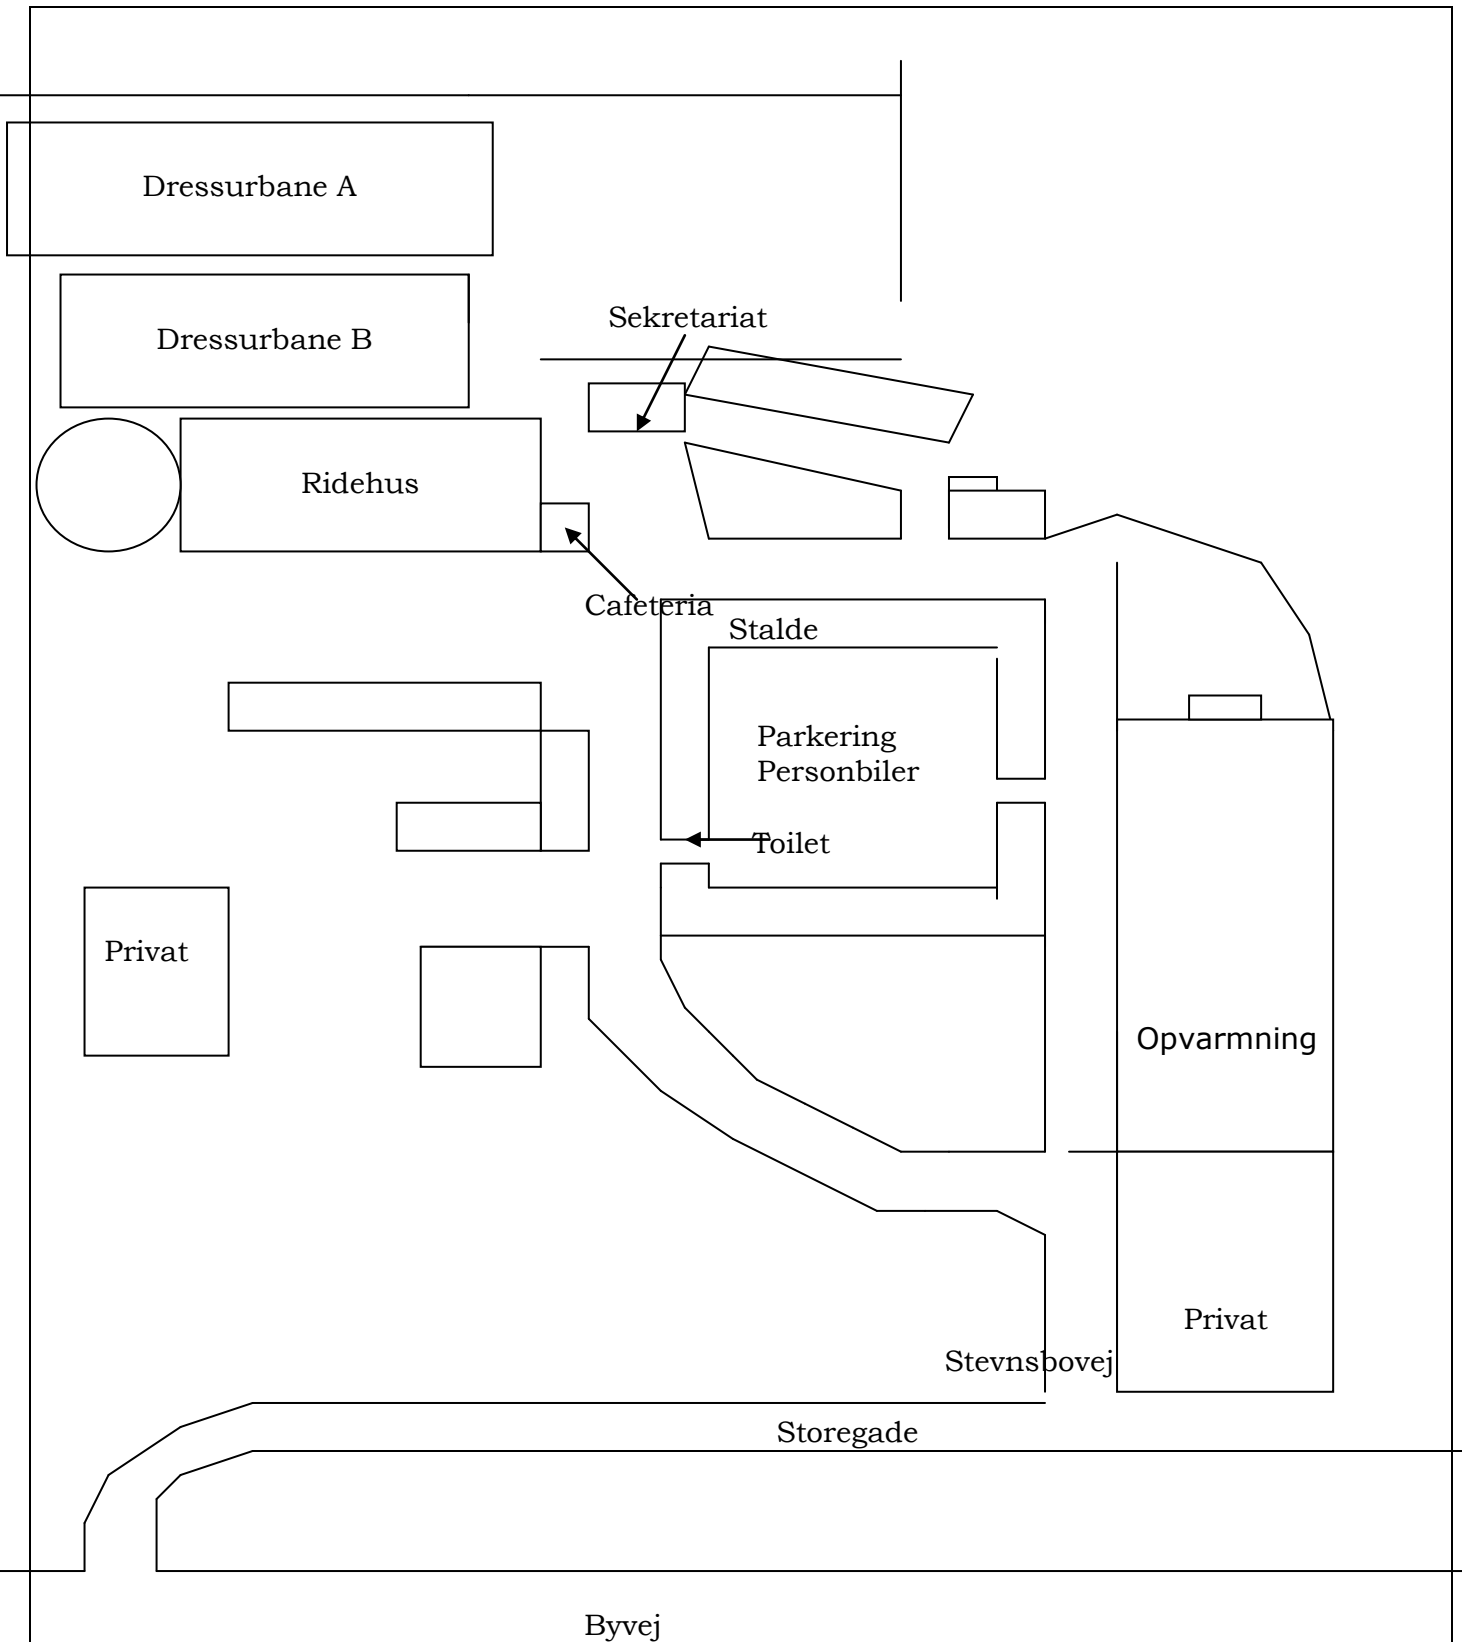 Dressurbane A
Sekretariat
Dressurbane B
Ridehus
Cafeteria
Stalde
Parkering
Personbiler
Toilet
Privat
Opvarmning
Privat
Stevnsbovej
Storegade
Byvej